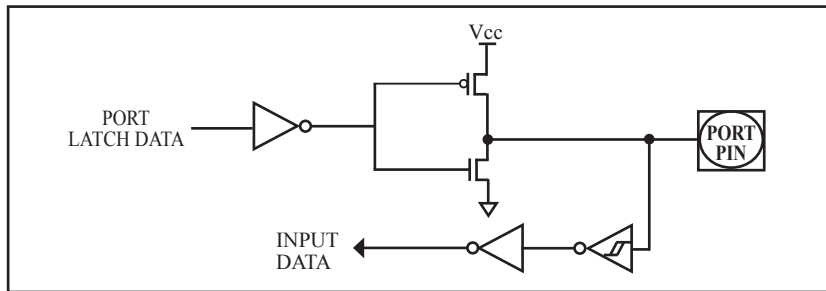 Vcc
PORT
LATCH DATA
PORT
PIN
INPUT
DATA